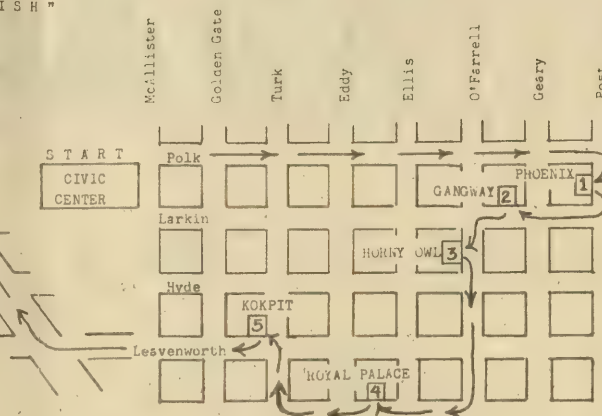 I S H "
McAllister
Golden Gate
Turk
Eddy
Ellis
O'Farrell
Geary
Post
S T A R T
CIVIC
CENTER
Polk
PHOENIX 1
GANGWAY 2
Larkin
HORNY OWL 3
Hyde
KOKPIT
5
Leavenworth
ROYAL PALACE
4